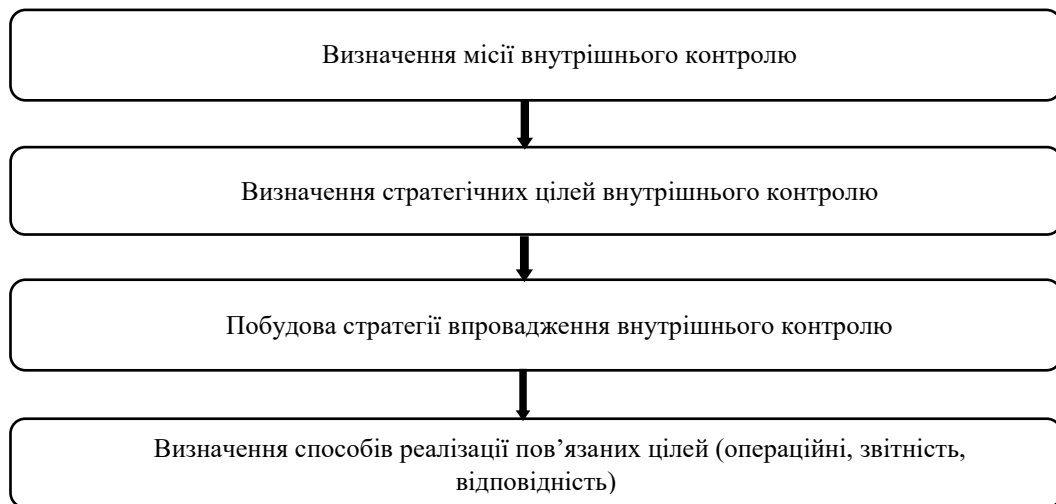 Визначення місії внутрішнього контролю
Визначення стратегічних цілей внутрішнього контролю
Побудова стратегії впровадження внутрішнього контролю
Визначення способів реалізації пов’язаних цілей (операційні, звітність,
відповідність)